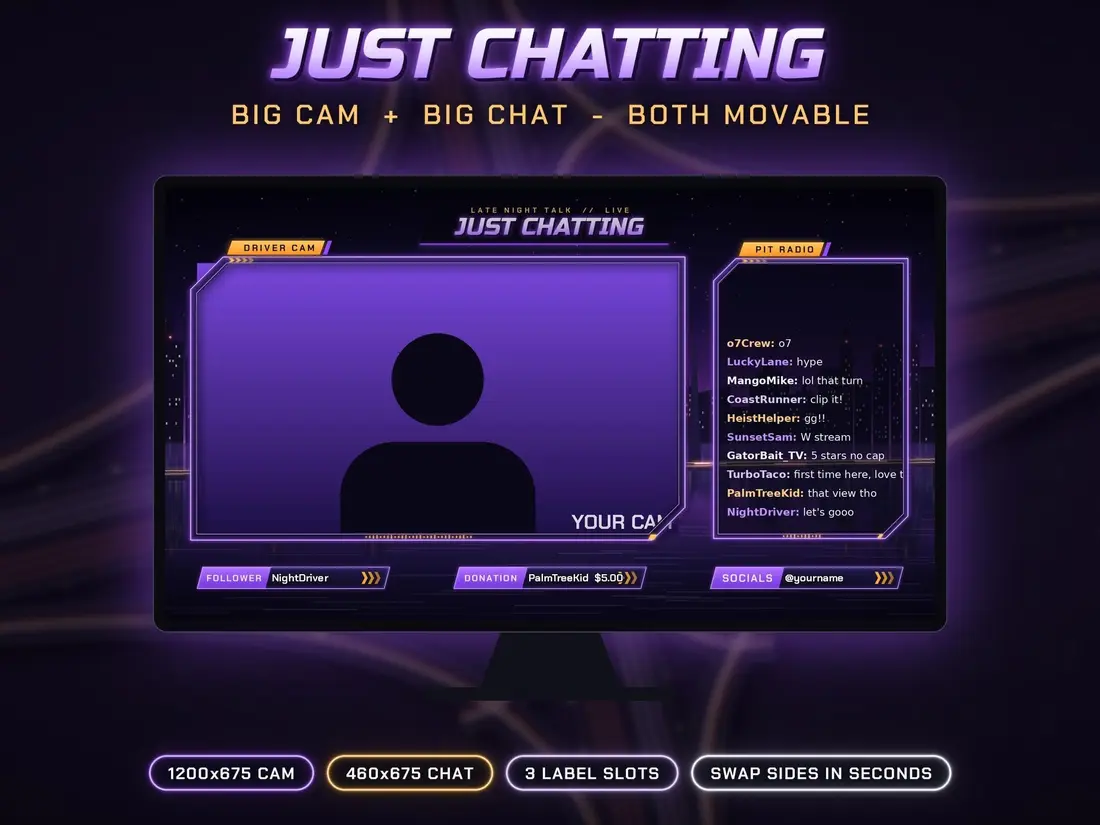 JUST CHATTING
BIG CAM + BIG CHAT - BOTH MOVABLE
LATE NIGHT TALK // LIVE
JUST CHATTING
DRIVER CAM
PIT RADIO
o7Crew: o7
LuckyLane: hype
MangoMike: lol that turn
CoastRunner: clip it!
HeistHelper: gg!!
SunsetSam: W stream
GatorBait_TV: 5 stars no cap
TurboTaco: first time here, love t
PalmTreeKid: that view tho
NightDriver: let's gooo
YOUR CAM
FOLLOWER NightDriver
DONATION PalmTreeKid $5.00
SOCIALS @yourname
1200x675 CAM
460x675 CHAT
3 LABEL SLOTS
SWAP SIDES IN SECONDS